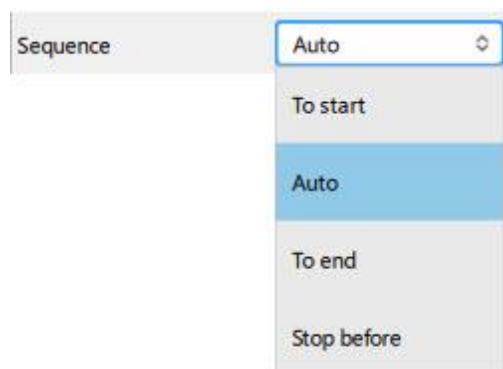 Sequence Auto
To start
Auto
To end
Stop before